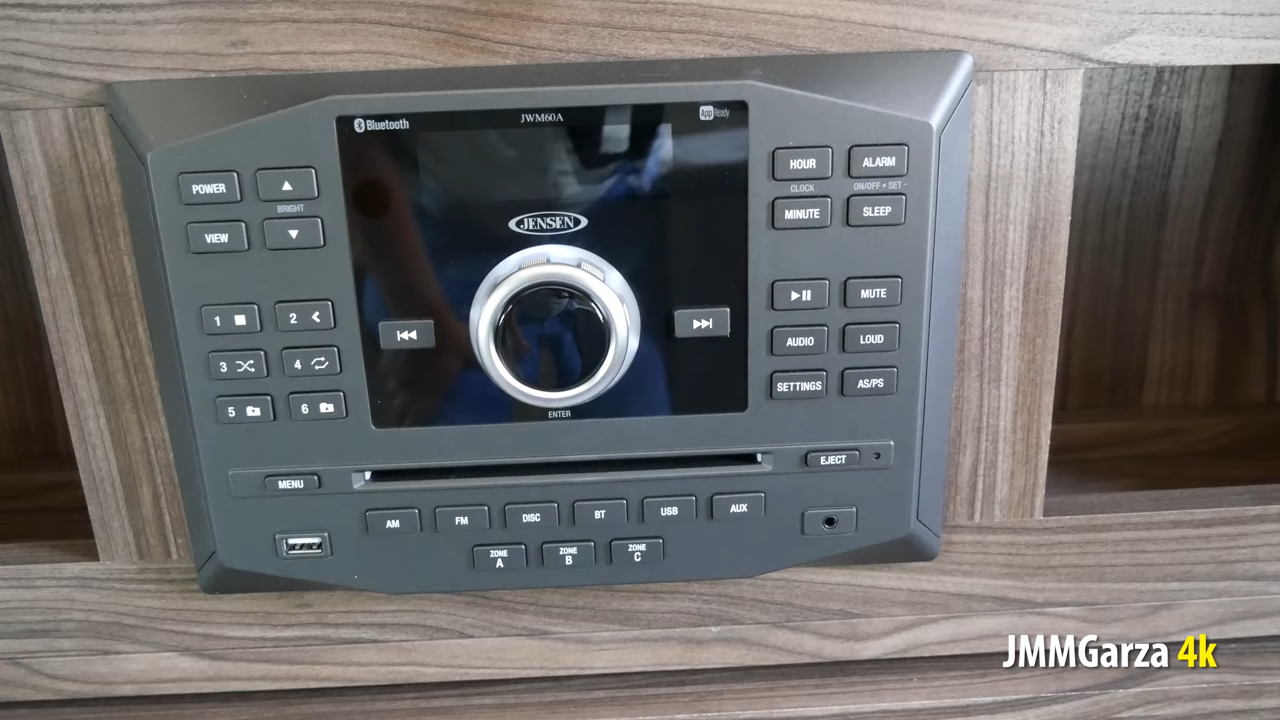 Bluetooth
JWM60A
App Ready
POWER
BRIGHT
VIEW
HOUR
ALARM
CLOCK
ON/OFF • SET -
MINUTE
SLEEP
JENSEN
1
2
3
4
5
6
MUTE
AUDIO
LOUD
SETTINGS
AS/PS
ENTER
MENU
EJECT
AM
FM
DISC
BT
USB
AUX
ZONE
A
ZONE
B
ZONE
C
JMMGarza 4k